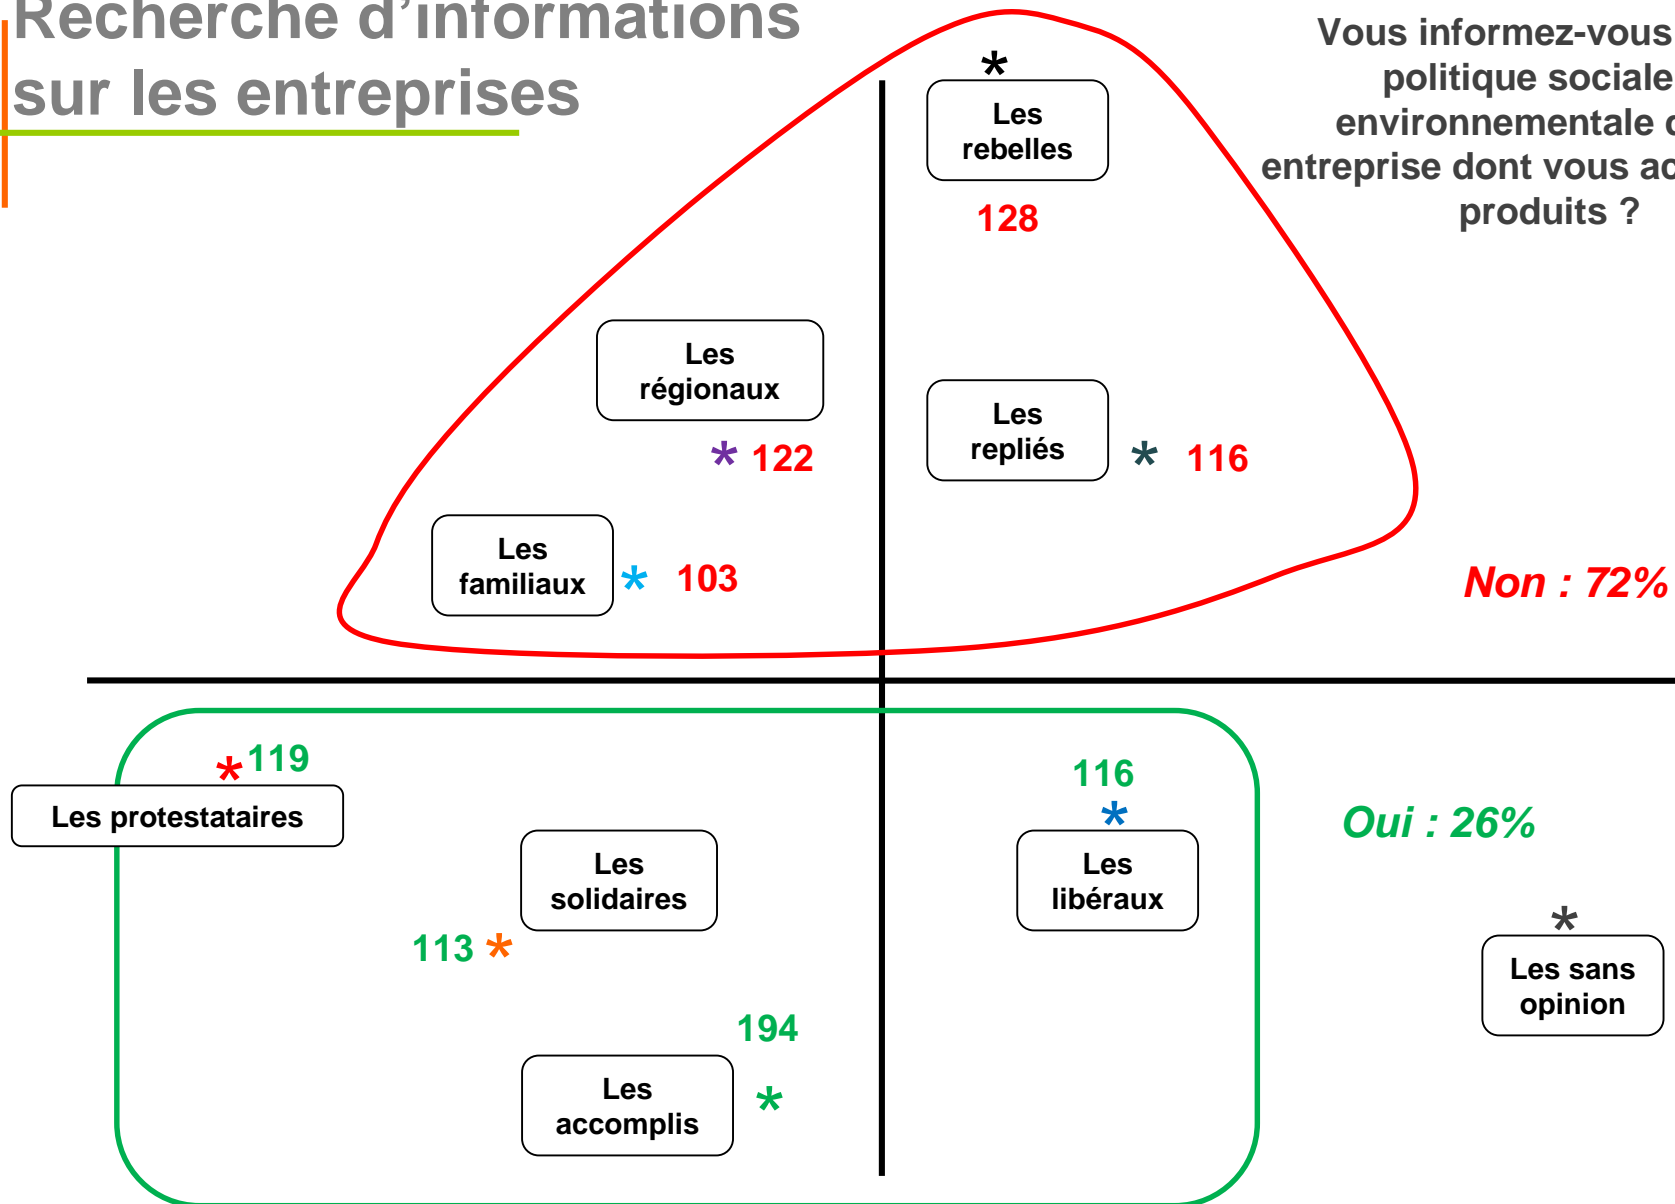 Recherche d’informations
sur les entreprises
Vous informez-vous
politique sociale
environnementale
entreprise dont vous
produits ?
*
Les
rebelles
128
Les
régionaux
* 122
Les
repliés
* 116
Les
familiaux
* 103
Non : 72%
* 119
Les protestataires
116
*
Les
libéraux
Oui : 26%
Les
solidaires
113 *
*
Les sans
opinion
194
Les
accomplis
*